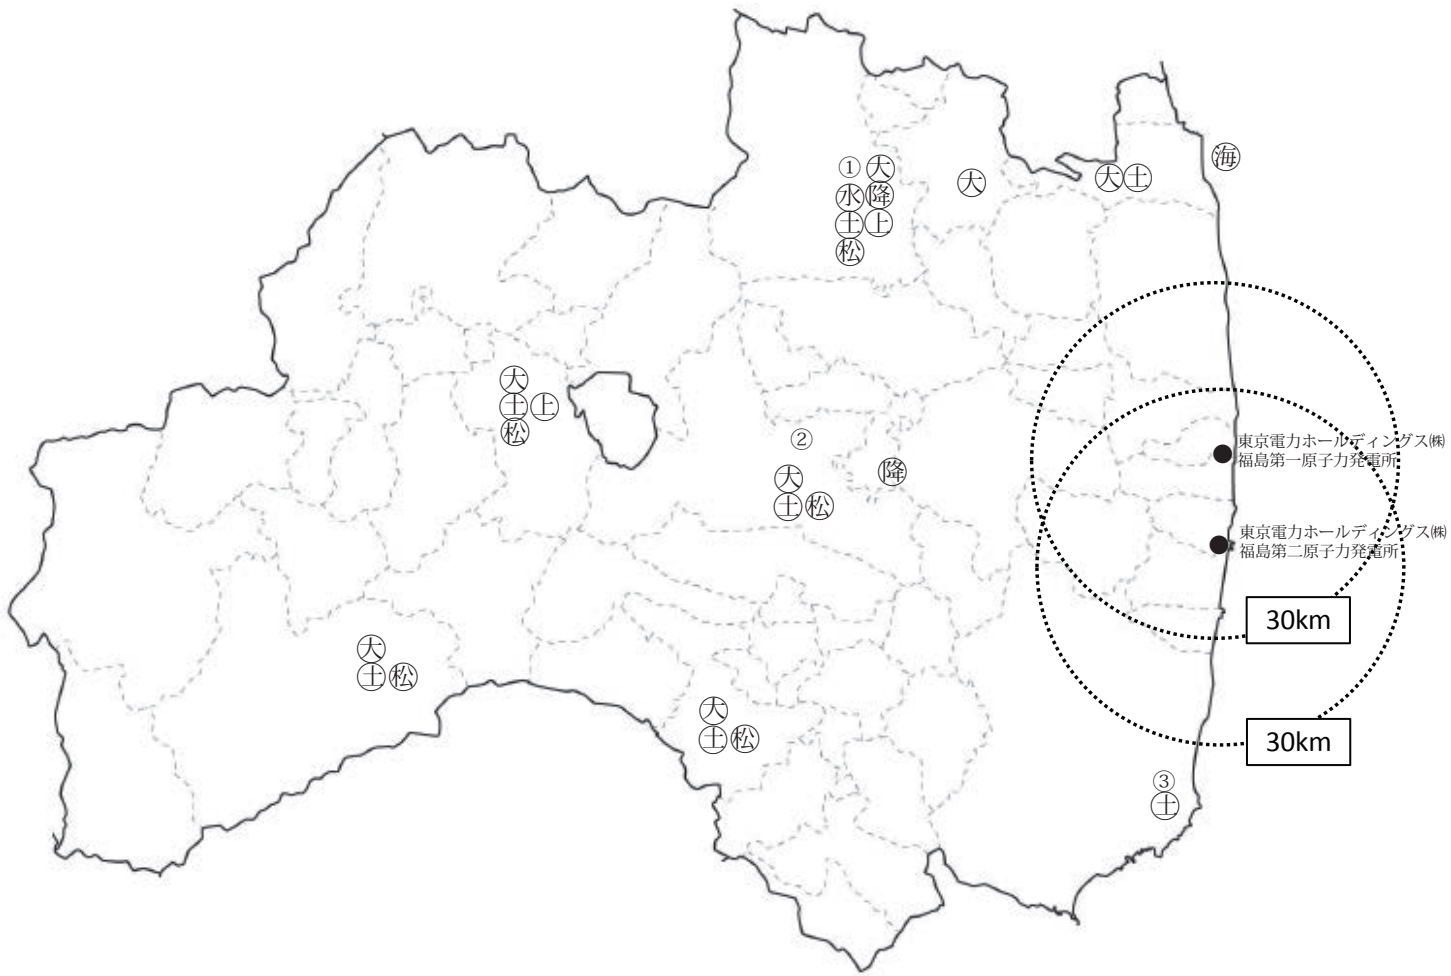 ①大
水降
土上
松
大
大土
海
大
土上
松
②
大
土松
降
東京電力ホールディングス㈱
福島第一原子力発電所
東京電力ホールディングス㈱
福島第二原子力発電所
30km
30km
大
土松
大
土松
③
土